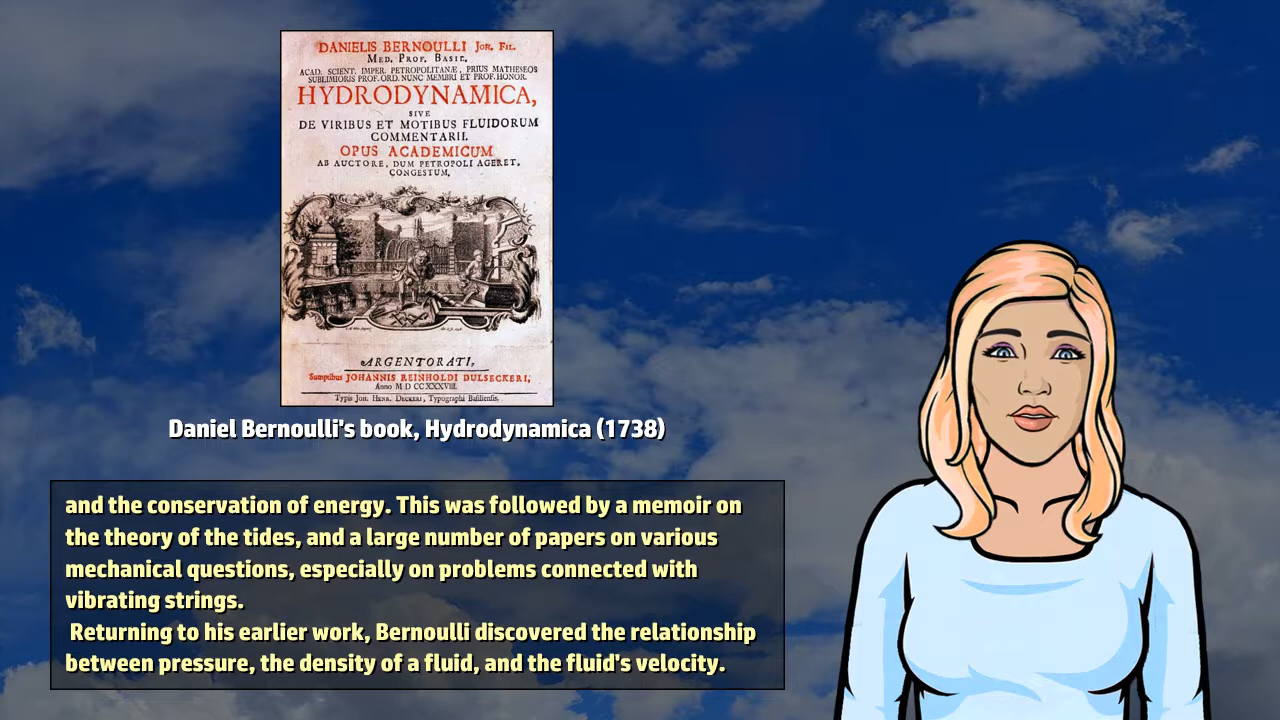 DANIELIS BERNOULLI Joh. Fil.
Med. Prof. Basil.
ACAD. SCIENT. IMPER. PETROPOLITANÆ, PRIUS MATHESEOS
SUBLIMIORIS PROF. ORD. NUNC MEMBRI ET PROF. HONOR.
HYDRODYNAMICA,
SIVE
DE VIRIBUS ET MOTIBUS FLUIDORUM
COMMENTARII.
OPUS ACADEMICUM
AB AUCTORE, DUM PETROPOLI AGERET,
CONGESTUM.
ARGENTORATI,
Sumptibus JOHANNIS REINHOLDI DULSECKERI,
Anno M D CC XXXVIII.
Typis Joh. Henr. Deckeri, Typographi Basiliensis.
Daniel Bernoulli's book, Hydrodynamica (1738)
and the conservation of energy. This was followed by a memoir on
the theory of the tides, and a large number of papers on various
mechanical questions, especially on problems connected with
vibrating strings.
Returning to his earlier work, Bernoulli discovered the relationship
between pressure, the density of a fluid, and the fluid's velocity.